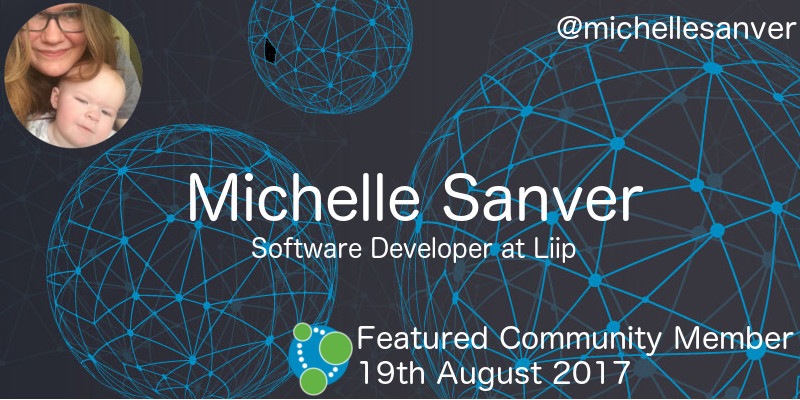 @michellesanver
Michelle Sanver
Software Developer at Liip
Featured Community Member
19th August 2017